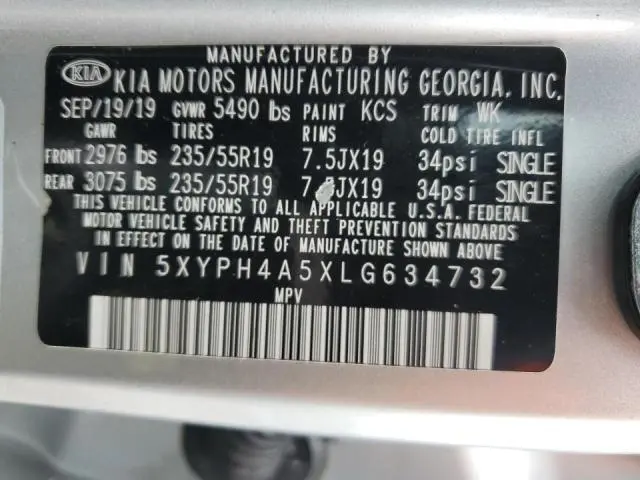 MANUFACTURED BY
KIA KIA MOTORS MANUFACTURING GEORGIA, INC.
SEP/19/19 GVWR 5490 lbs PAINT KCS TRIM WK
GAWR TIRES RIMS COLD TIRE INFL
FRONT 2976 lbs 235/55R19 7.5JX19 34psi SINGLE
REAR 3075 lbs 235/55R19 7.5JX19 34psi SINGLE
THIS VEHICLE CONFORMS TO ALL APPLICABLE U.S.A. FEDERAL
MOTOR VEHICLE SAFETY AND THEFT PREVENTION STANDARDS
IN EFFECT ON THE DATE OF MANUFACTURE SHOWN ABOVE.
VIN 5XYPH4A5XLG634732
MPV